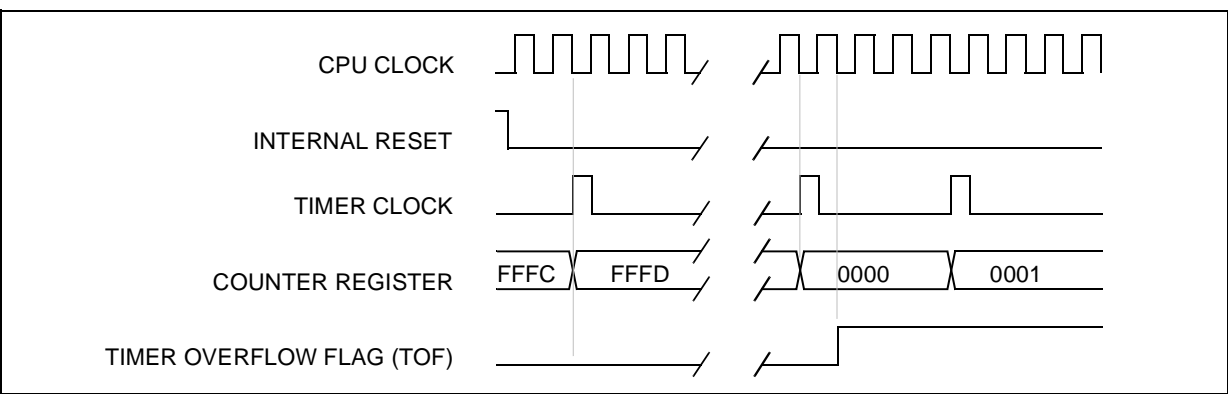 CPU CLOCK
INTERNAL RESET
TIMER CLOCK
COUNTER REGISTER FFFC FFFD 0000 0001
TIMER OVERFLOW FLAG (TOF)